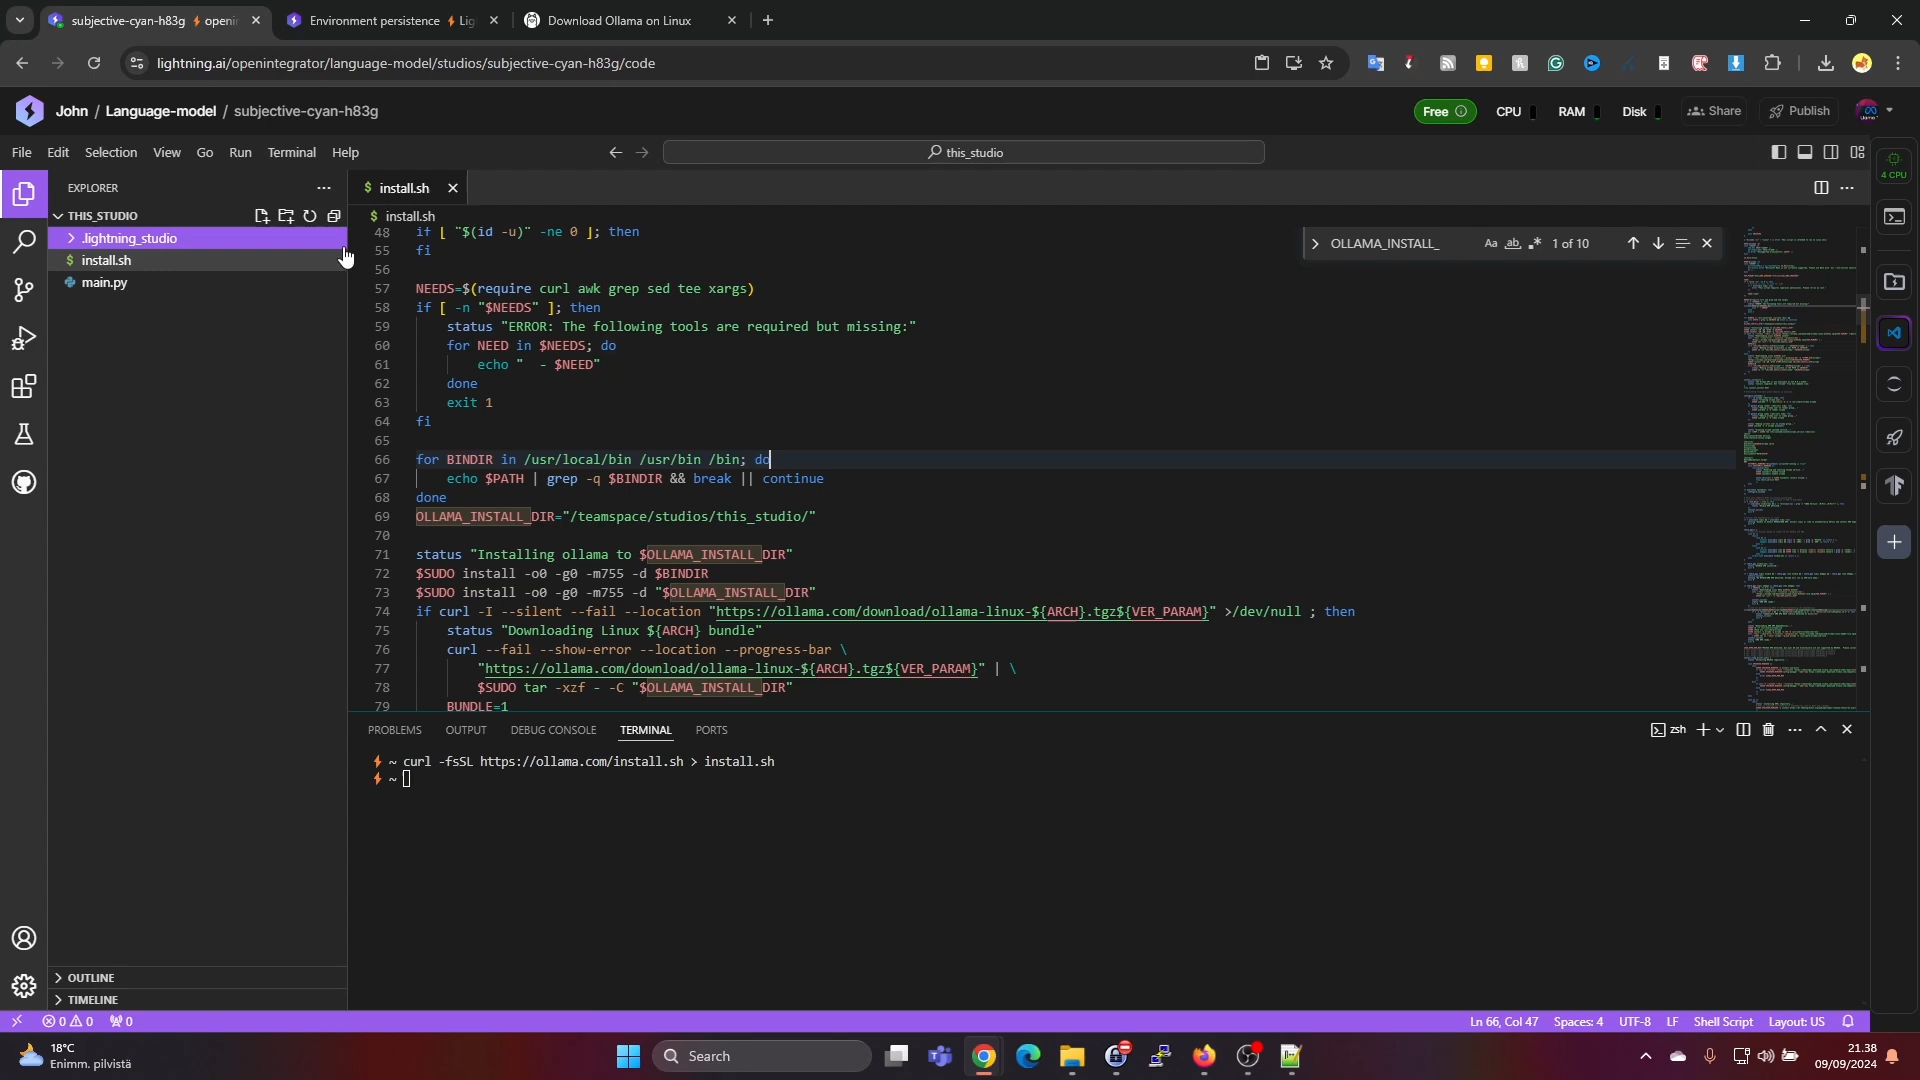 subjective-cyan-h83g openin
Environment persistence Lig
Download Ollama on Linux
lightning.ai/openintegrator/language-model/studios/subjective-cyan-h83g/code
John / Language-model / subjective-cyan-h83g
Free CPU RAM Disk Share Publish
File Edit Selection View Go Run Terminal Help
this_studio
4 CPU
EXPLORER
THIS_STUDIO
.lightning_studio
$ install.sh
main.py
OUTLINE
TIMELINE
$ install.sh
$ install.sh
OLLAMA_INSTALL_ Aa ab 1 of 10
48 if [ "$(id -u)" -ne 0 ]; then
55 fi
56
57 NEEDS=$(require curl awk grep sed tee xargs)
58 if [ -n "$NEEDS" ]; then
59 status "ERROR: The following tools are required but missing:"
60 for NEED in $NEEDS; do
61 echo " - $NEED"
62 done
63 exit 1
64 fi
65
66 for BINDIR in /usr/local/bin /usr/bin /bin; do
67 echo $PATH | grep -q $BINDIR && break || continue
68 done
69 OLLAMA_INSTALL_DIR="/teamspace/studios/this_studio/"
70
71 status "Installing ollama to $OLLAMA_INSTALL_DIR"
72 $SUDO install -o0 -g0 -m755 -d $BINDIR
73 $SUDO install -o0 -g0 -m755 -d "$OLLAMA_INSTALL_DIR"
74 if curl -I --silent --fail --location "https://ollama.com/download/ollama-linux-${ARCH}.tgz${VER_PARAM}" >/dev/null ; then
75 status "Downloading Linux ${ARCH} bundle"
76 curl --fail --show-error --location --progress-bar \
77 "https://ollama.com/download/ollama-linux-${ARCH}.tgz${VER_PARAM}" | \
78 $SUDO tar -xzf - -C "$OLLAMA_INSTALL_DIR"
79 BUNDLE=1
PROBLEMS OUTPUT DEBUG CONSOLE TERMINAL PORTS
zsh
~ curl -fsSL https://ollama.com/install.sh > install.sh
~
0 0 0
Ln 66, Col 47 Spaces: 4 UTF-8 LF Shell Script Layout: US
18°C
Enimm. pilvistä
Search
21.38
09/09/2024